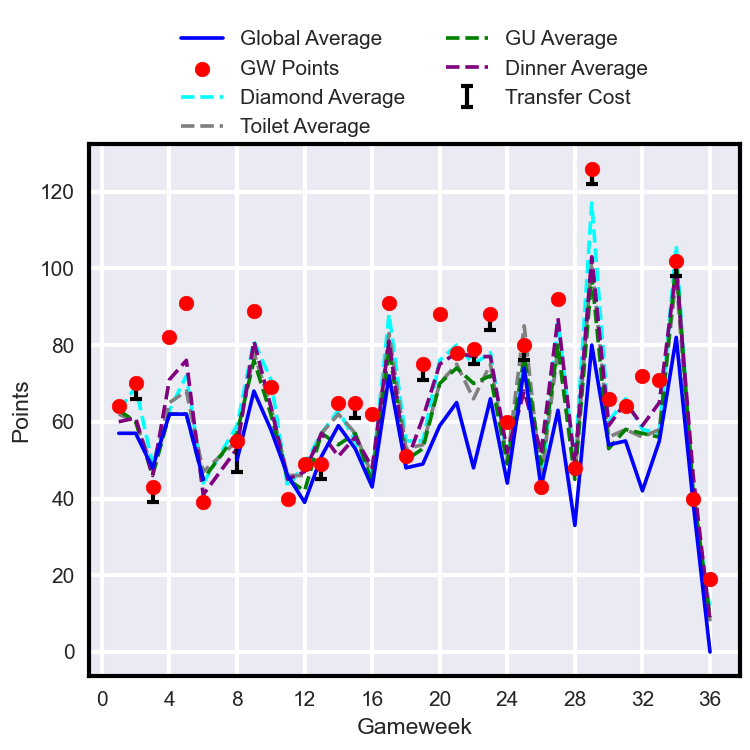 Global Average
GW Points
Diamond Average
Toilet Average
GU Average
Dinner Average
Transfer Cost
Points
120
100
80
60
40
20
0
0 4 8 12 16 20 24 28 32 36
Gameweek